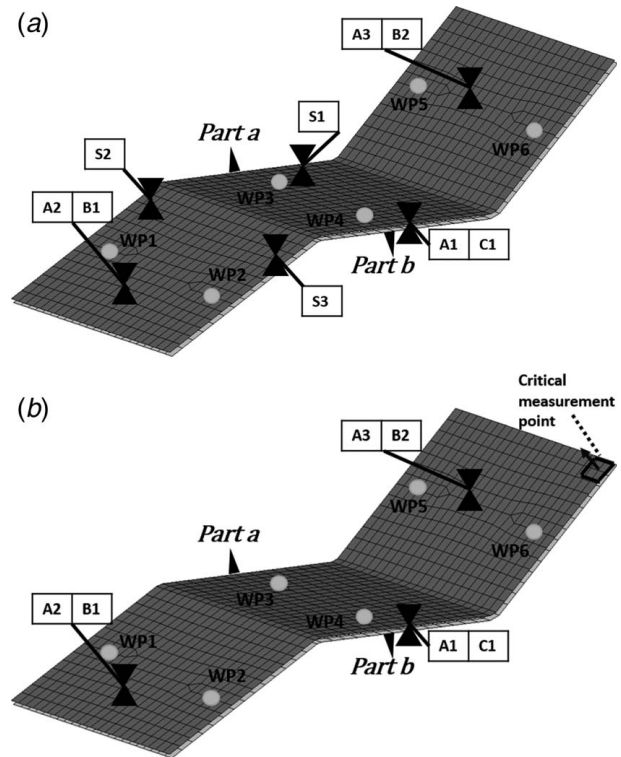 (a)
A3 B2
WP5
S1
Part a
WP6
S2
WP3
A2 B1
WP4
WP1
A1 C1
Part b
WP2
S3
(b)
Critical
measurement
point
A3 B2
WP5
Part a
WP6
WP3
A2 B1
WP4
WP1
A1 C1
Part b
WP2